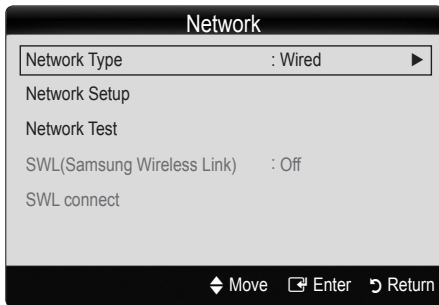 Network
Network Type : Wired ▶
Network Setup
Network Test
SWL(Samsung Wireless Link) : Off
SWL connect
Move Enter Return